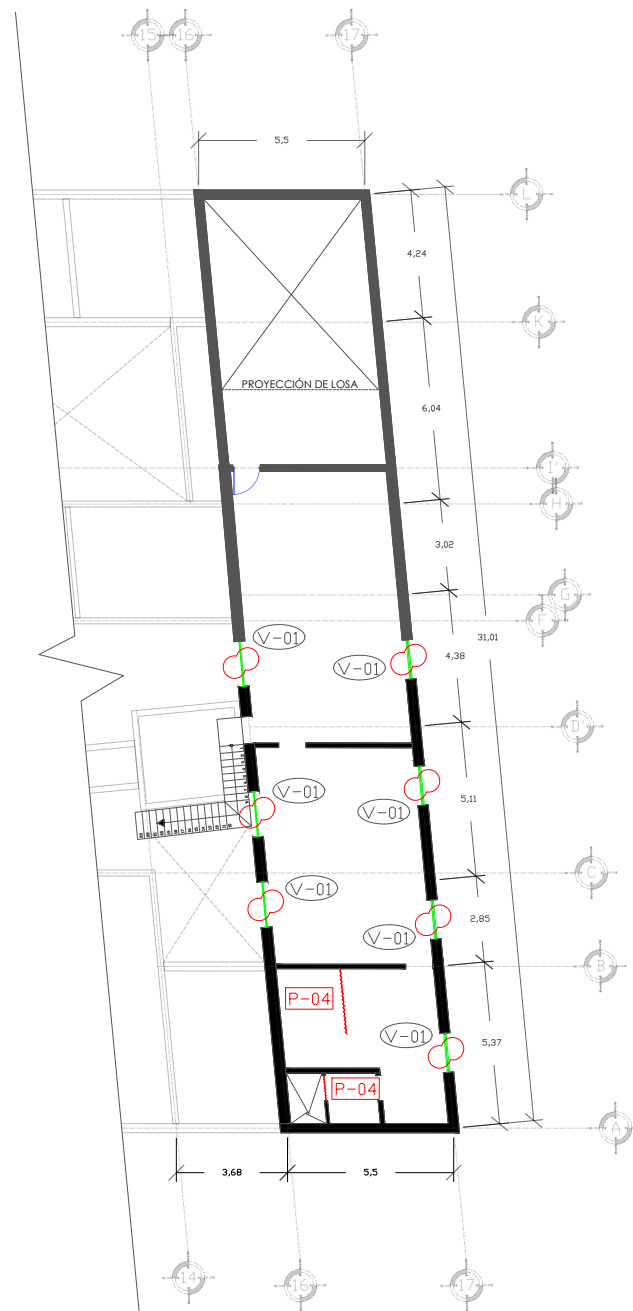 15
16
17
5,5
L
4,24
K
PROYECCIÓN DE LOSA
6,04
I'
H
3,02
G
F
V-01
31,01
V-01
4,38
D'
V-01
5,11
V-01
C
V-01
2,85
V-01
B
P-04
V-01
5,37
P-04
A
3,68
5,5
14
16
17